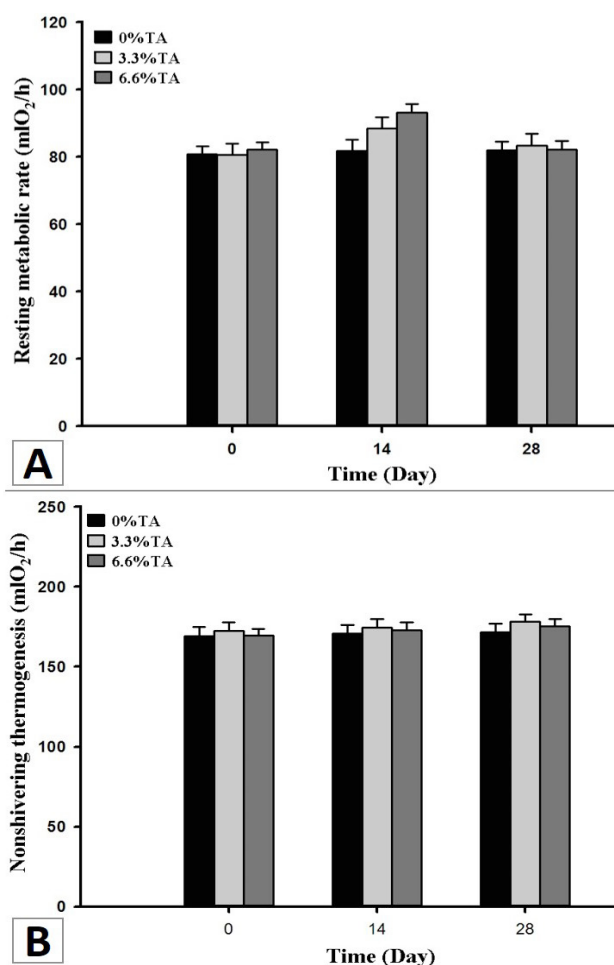 120
0%TA
3.3%TA
6.6%TA
100
80
60
40
20
0
Resting metabolic rate (mlO₂/h)
0
14
28
Time (Day)
A
250
0%TA
3.3%TA
6.6%TA
200
150
100
50
0
Nonshivering thermogenesis (mlO₂/h)
0
14
28
Time (Day)
B